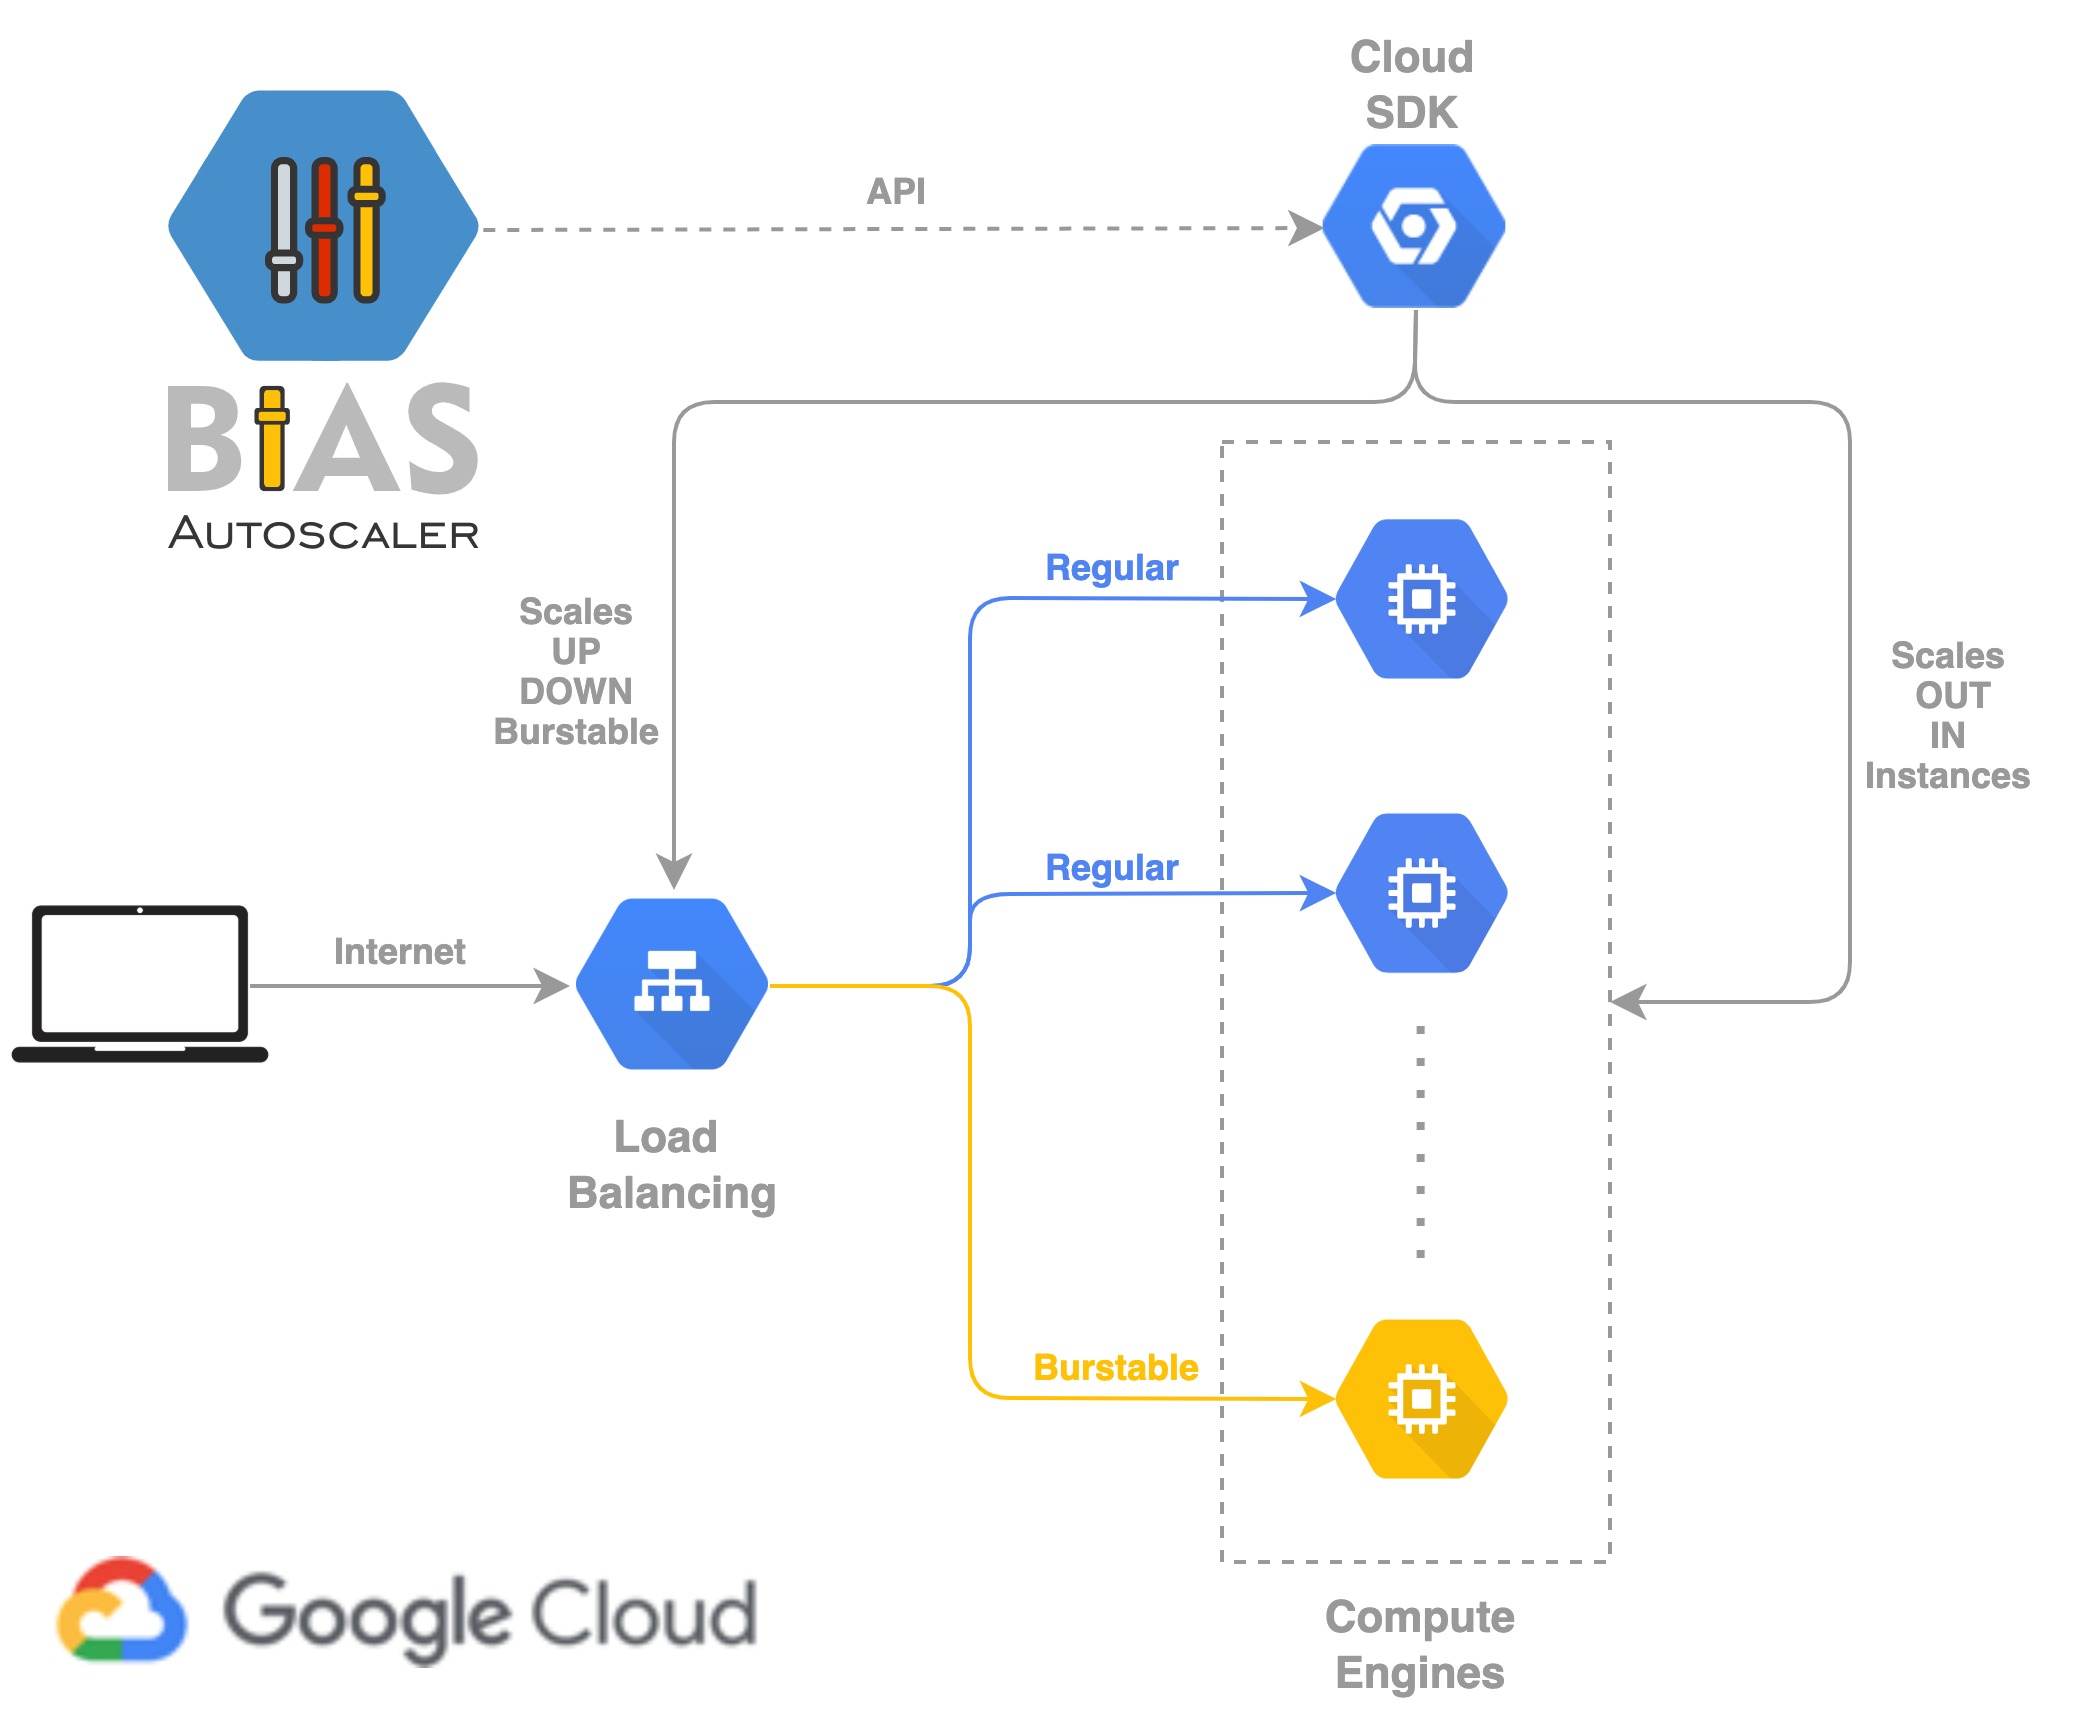 Cloud
SDK
API
BiAS
AUTOSCALER
Scales
UP
DOWN
Burstable
Regular
Scales
OUT
IN
Instances
Regular
Internet
Load
Balancing
Burstable
Google Cloud
Compute
Engines